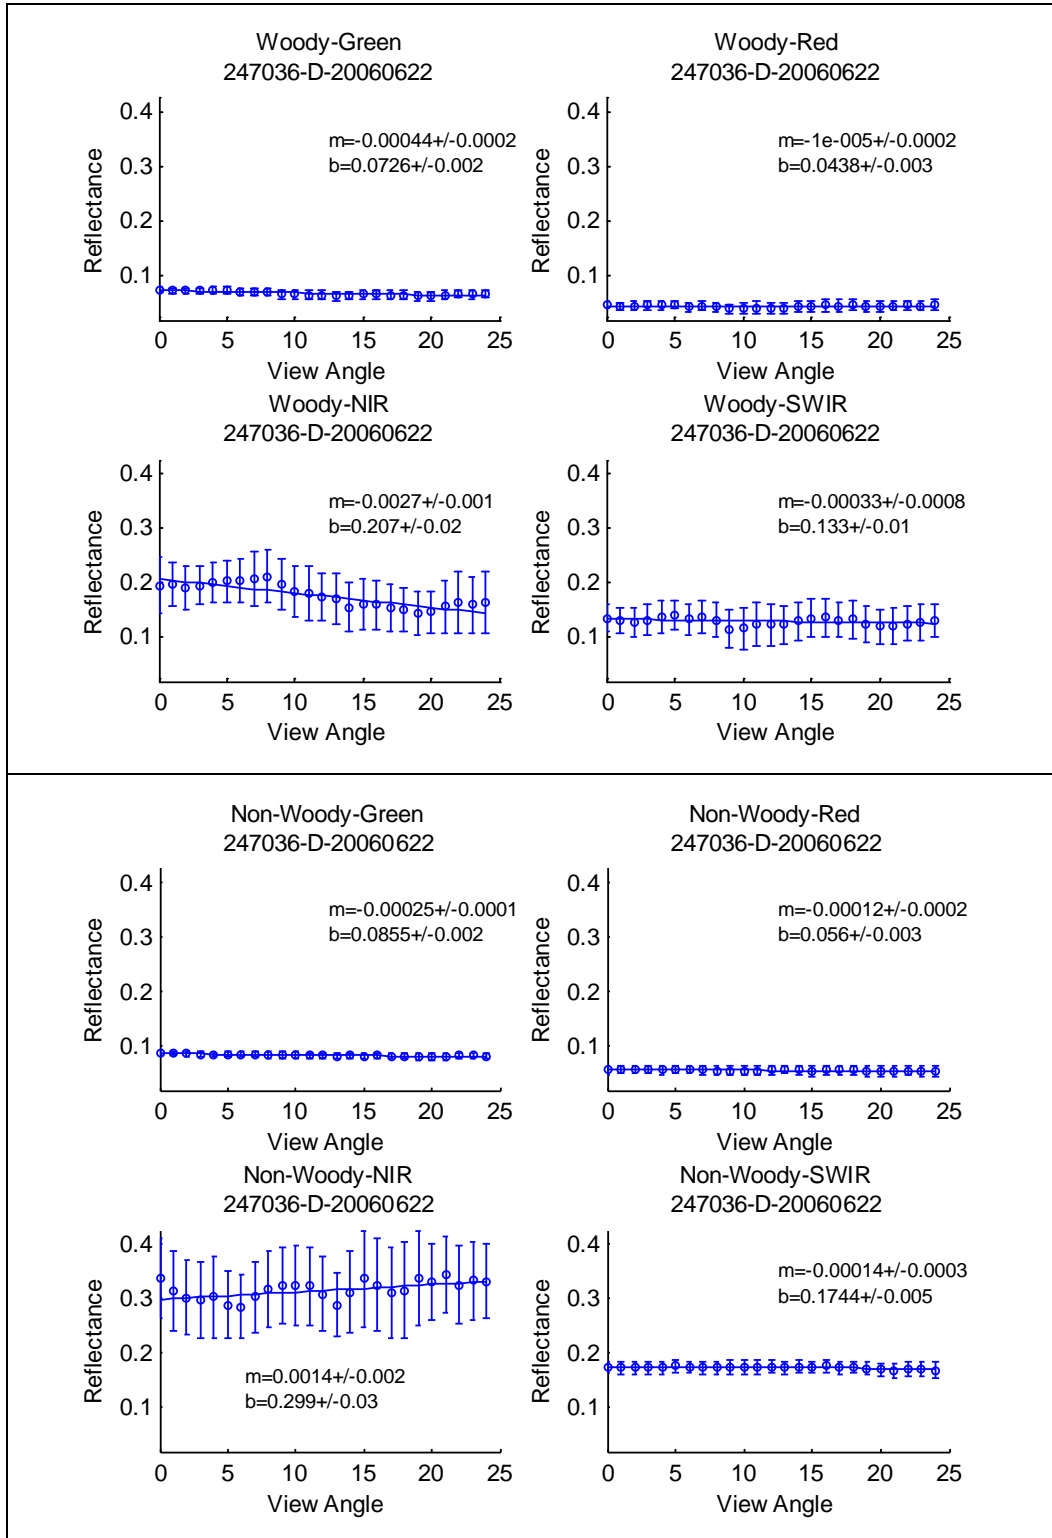 Woody-Green
247036-D-20060622
m=-0.00044+/-0.0002
b=0.0726+/-0.002
0.4
0.3
0.2
0.1
Reflectance
0 5 10 15 20 25
View Angle
Woody-Red
247036-D-20060622
m=-1e-005+/-0.0002
b=0.0438+/-0.003
0.4
0.3
0.2
0.1
Reflectance
0 5 10 15 20 25
View Angle
Woody-NIR
247036-D-20060622
m=-0.0027+/-0.001
b=0.207+/-0.02
0.4
0.3
0.2
0.1
Reflectance
0 5 10 15 20 25
View Angle
Woody-SWIR
247036-D-20060622
m=-0.00033+/-0.0008
b=0.133+/-0.01
0.4
0.3
0.2
0.1
Reflectance
0 5 10 15 20 25
View Angle
Non-Woody-Green
247036-D-20060622
m=-0.00025+/-0.0001
b=0.0855+/-0.002
0.4
0.3
0.2
0.1
Reflectance
0 5 10 15 20 25
View Angle
Non-Woody-Red
247036-D-20060622
m=-0.00012+/-0.0002
b=0.056+/-0.003
0.4
0.3
0.2
0.1
Reflectance
0 5 10 15 20 25
View Angle
Non-Woody-NIR
247036-D-20060622
0.4
0.3
0.2
0.1
Reflectance
m=0.0014+/-0.002
b=0.299+/-0.03
0 5 10 15 20 25
View Angle
Non-Woody-SWIR
247036-D-20060622
m=-0.00014+/-0.0003
b=0.1744+/-0.005
0.4
0.3
0.2
0.1
Reflectance
0 5 10 15 20 25
View Angle